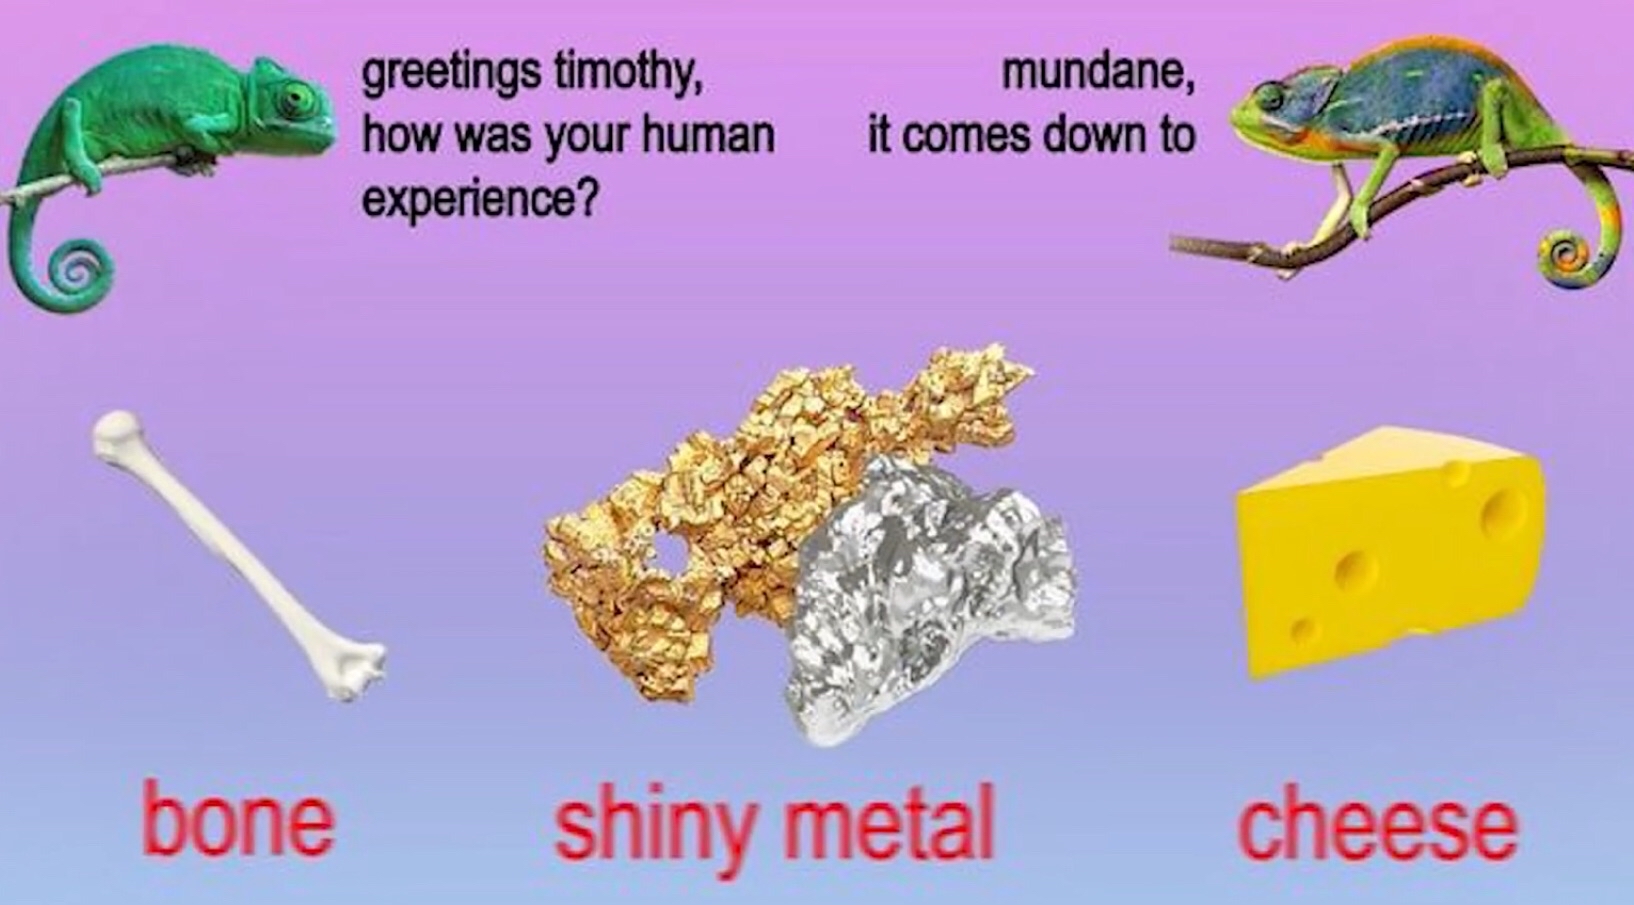 greetings timothy,
how was your human
experience?
mundane,
it comes down to
bone
shiny metal
cheese